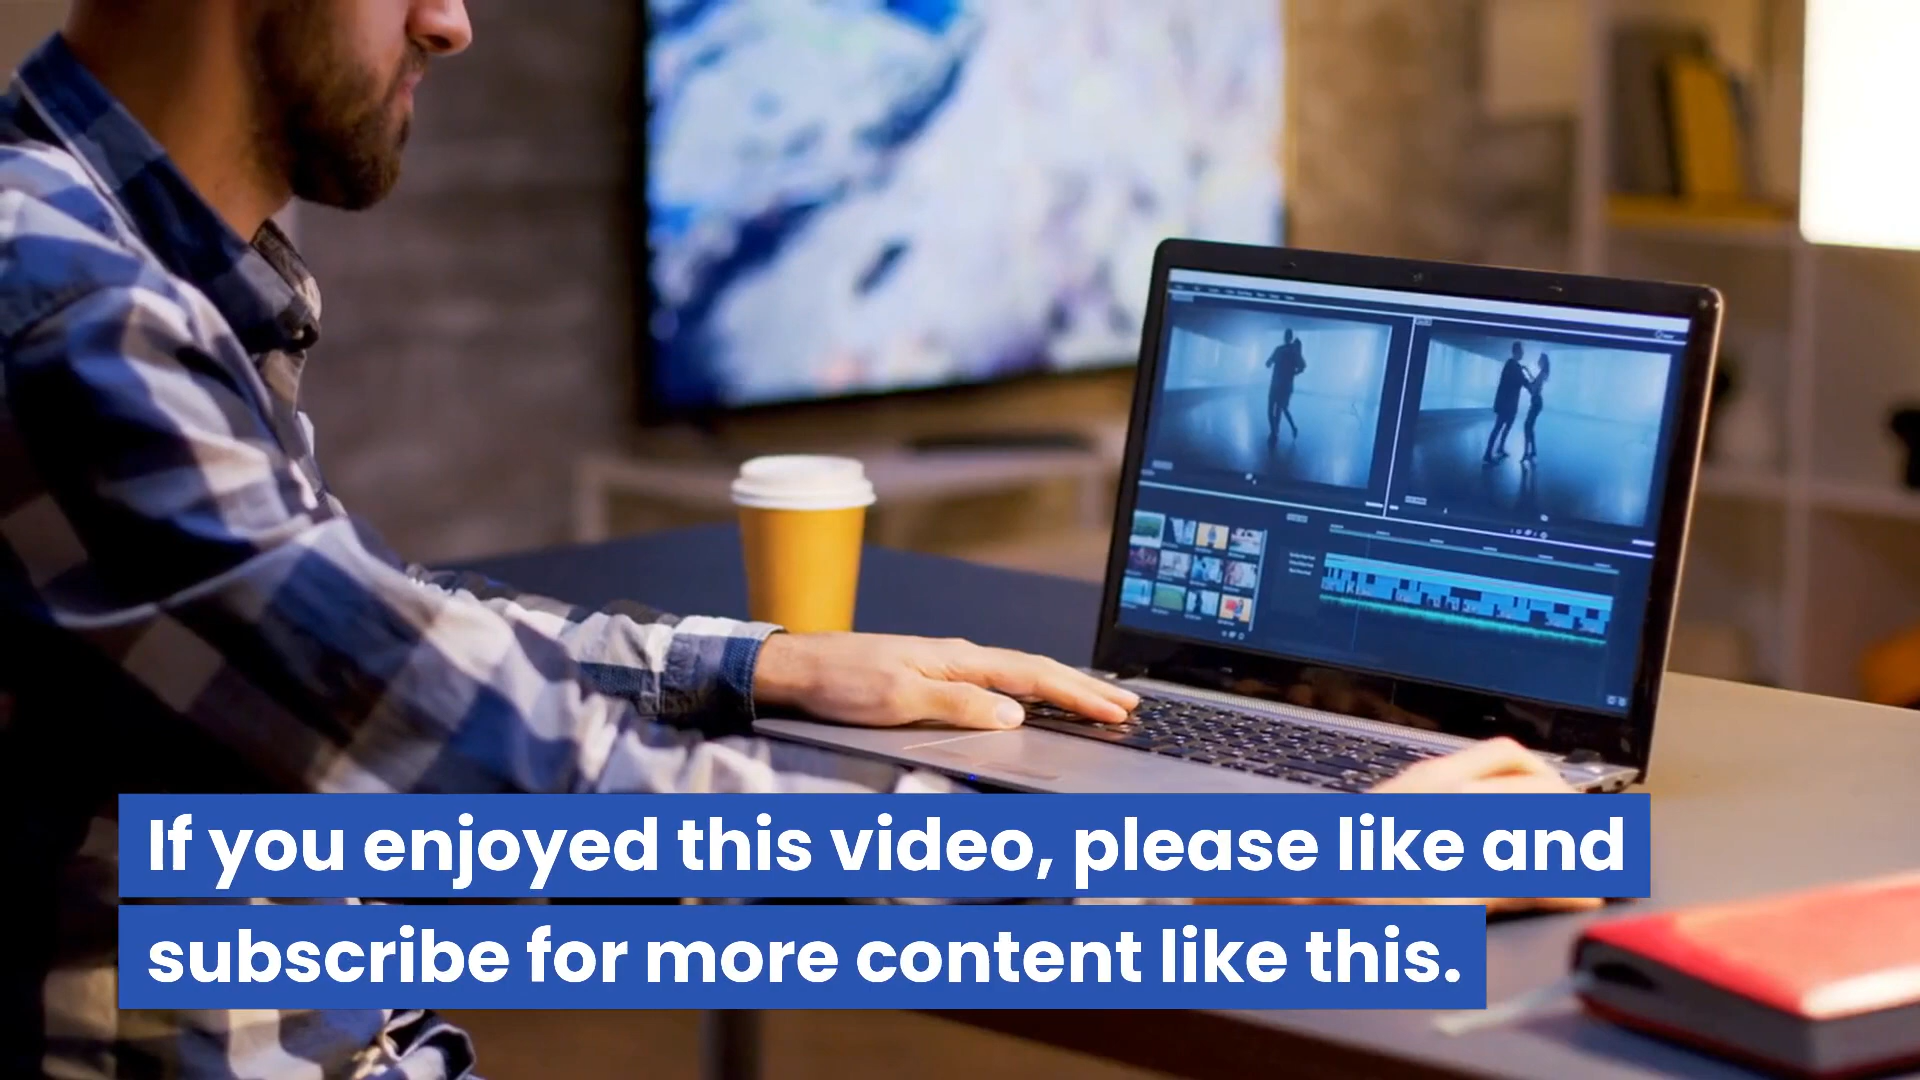 If you enjoyed this video, please like and
subscribe for more content like this.